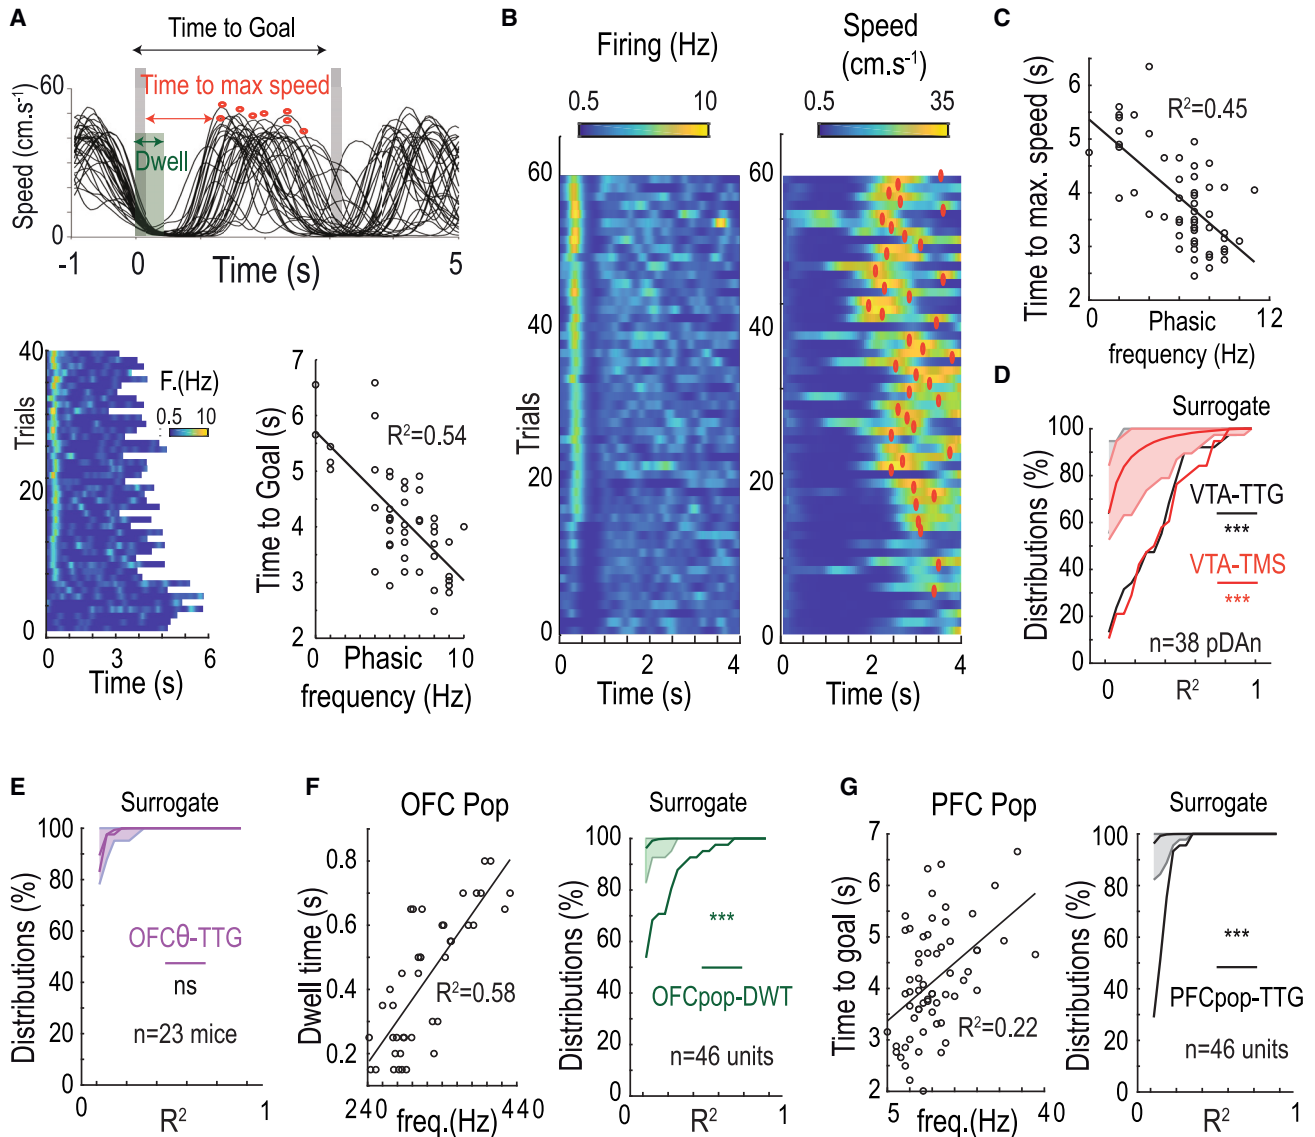 A
Time to Goal
60
Time to max speed
Dwell
Speed (cm.s⁻¹)
0
-1 0 Time (s) 5
40
Trials
20
0
F.(Hz)
0.5 10
0 3 6
Time (s)
7
6
5
4
3
2
Time to Goal (s)
R²=0.54
0 Phasic 10
frequency (Hz)
B
Firing (Hz)
0.5 10
Speed
(cm.s⁻¹)
0.5 35
60
40
Trials
20
0
0 2 4
Time (s)
60
40
20
0
0 2 4
Time (s)
C
Time to max. speed (s)
6
5
4
3
2
R²=0.45
0 Phasic 12
frequency (Hz)
D
Surrogate
Distributions (%)
100
80
60
40
20
0
VTA-TTG
***
VTA-TMS
***
n=38 pDAn
0 R² 1
E
Surrogate
Distributions (%)
100
80
60
40
20
0
OFCθ-TTG
ns
n=23 mice
0 R² 1
F
OFC Pop
Dwell time (s)
0.8
0.6
0.4
0.2
R²=0.58
240 440
freq.(Hz)
Surrogate
Distributions (%)
100
80
60
40
20
0
***
OFCpop-DWT
n=46 units
0 R² 1
G
PFC Pop
Time to goal (s)
7
6
5
4
3
2
R²=0.22
5 40
freq.(Hz)
Surrogate
Distributions (%)
100
80
60
40
20
0
***
PFCpop-TTG
n=46 units
0 R² 1